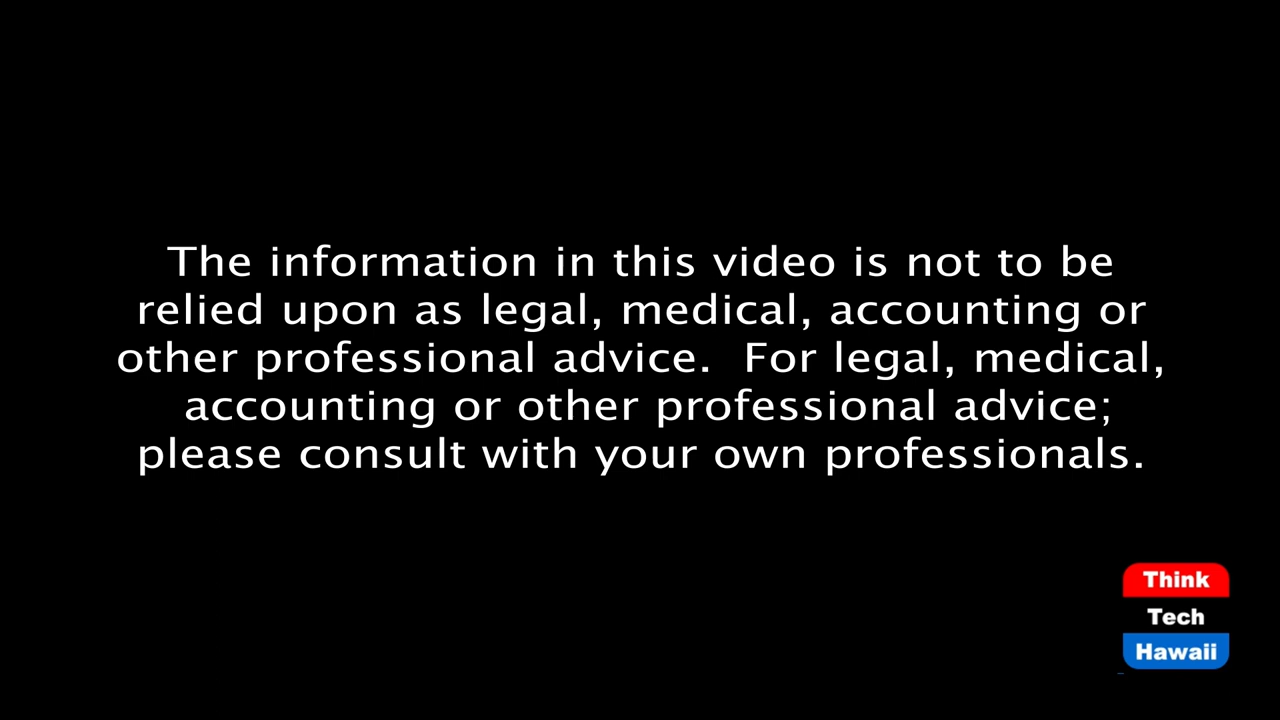 The information in this video is not to be
relied upon as legal, medical, accounting or
other professional advice.  For legal, medical,
accounting or other professional advice;
please consult with your own professionals.
Think
Tech
Hawaii